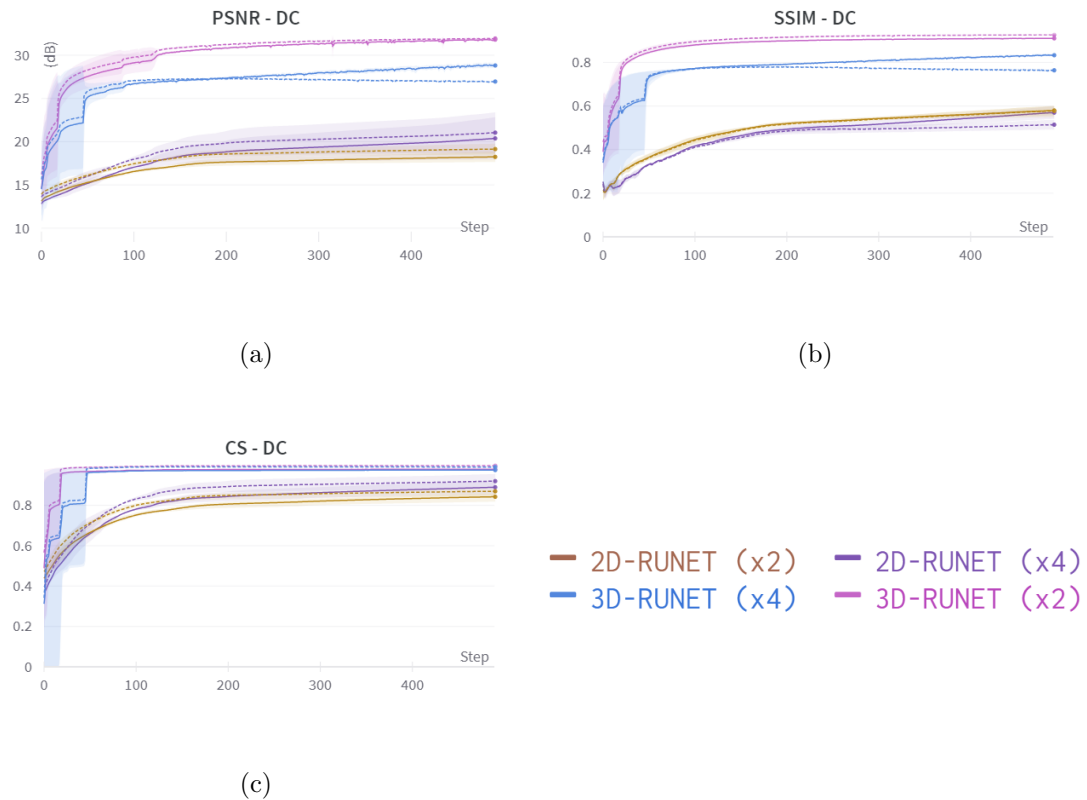 PSNR - DC
(dB)
30
25
20
15
10
Step
0 100 200 300 400
(a)
SSIM - DC
0.8
0.6
0.4
0.2
0
Step
0 100 200 300 400
(b)
CS - DC
0.8
0.6
0.4
0.2
0
Step
0 100 200 300 400
(c)
2D-RUNET (x2) 2D-RUNET (x4)
3D-RUNET (x4) 3D-RUNET (x2)